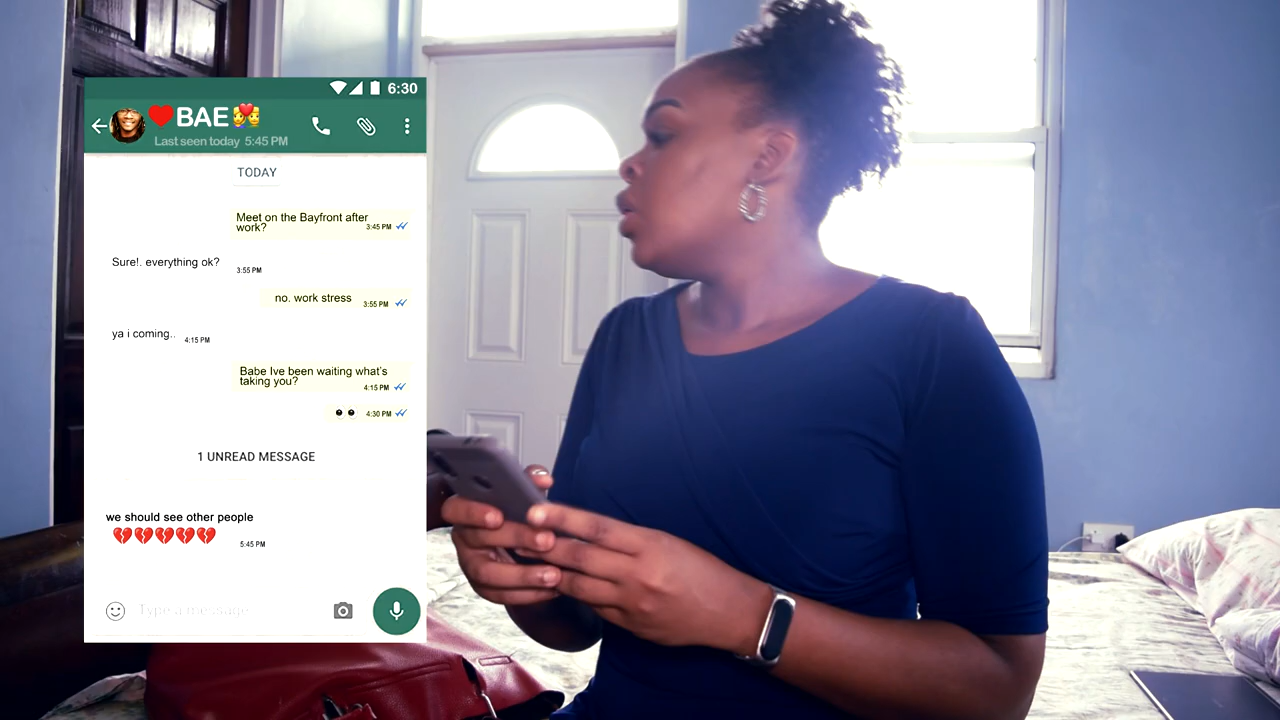 6:30
❤️BAE💏
Last seen today 5:45 PM
TODAY
Meet on the Bayfront after
work? 3:45 PM
Sure!. everything ok?
3:55 PM
no. work stress 3:55 PM
ya i coming.. 4:15 PM
Babe Ive been waiting what's
taking you?
4:15 PM
4:30 PM
1 UNREAD MESSAGE
we should see other people
💔💔💔💔💔 5:45 PM
Type a message